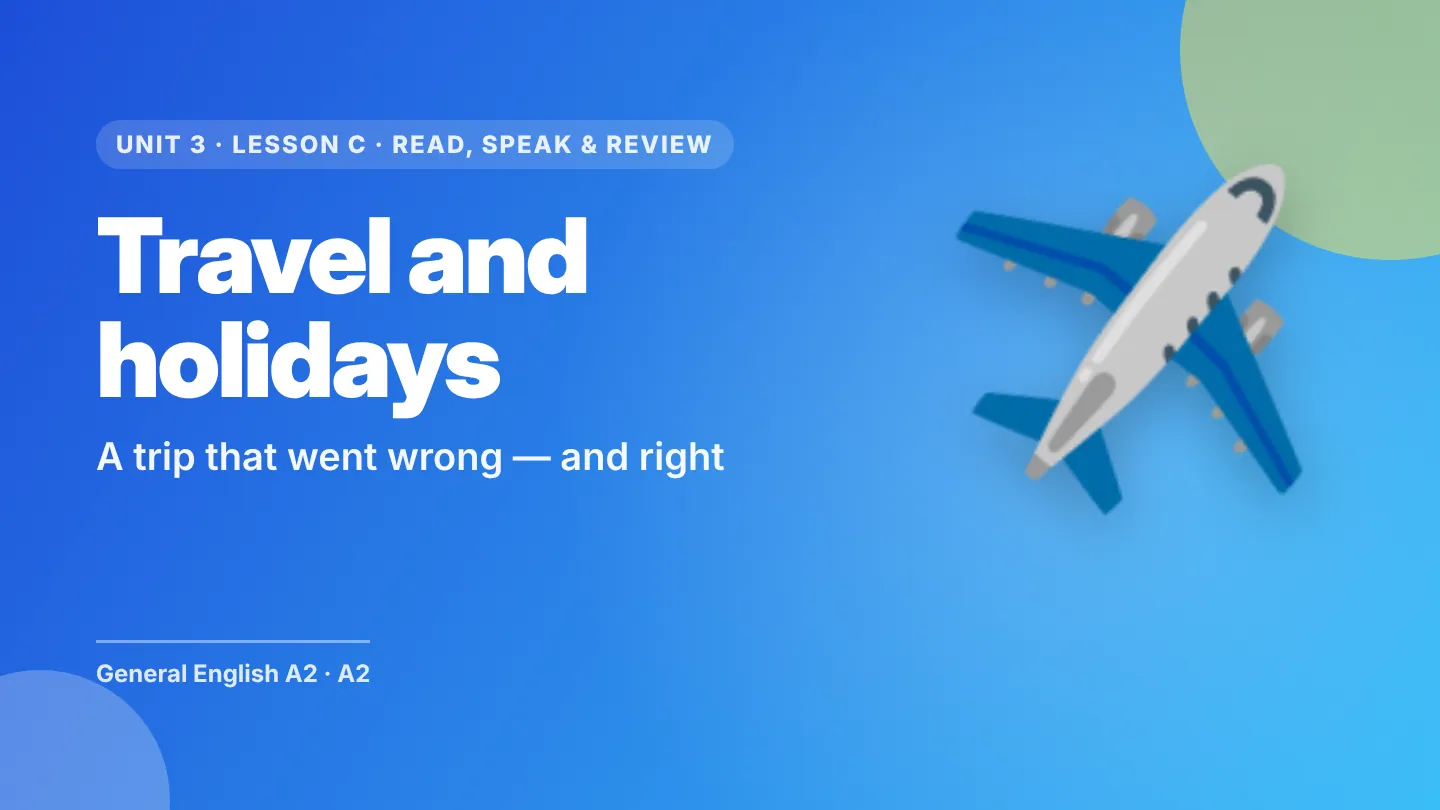 UNIT 3 · LESSON C · READ, SPEAK & REVIEW
Travel and
holidays
A trip that went wrong — and right
General English A2 · A2